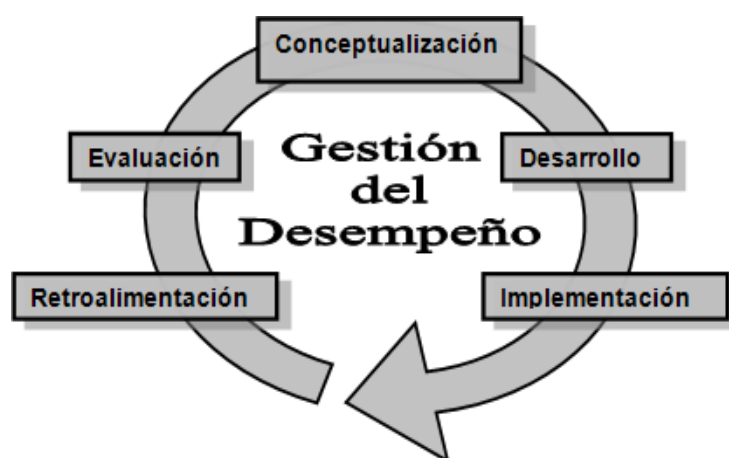 Conceptualización
Evaluación
Gestión
del
Desempeño
Desarrollo
Retroalimentación
Implementación